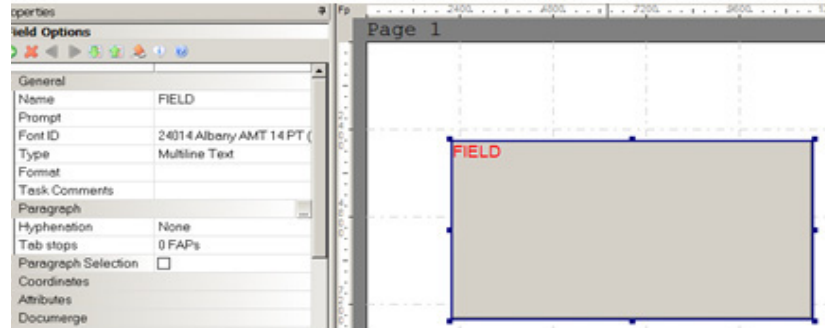 operties
Fp
ield Options
General
Name FIELD
Prompt
Font ID 24014 Albany AMT 14 PT (
Type Multiline Text
Format
Task Comments
Paragraph
...
Hyphenation None
Tab stops 0 FAPs
Paragraph Selection
Coordinates
Attributes
Documerge
Page 1
FIELD